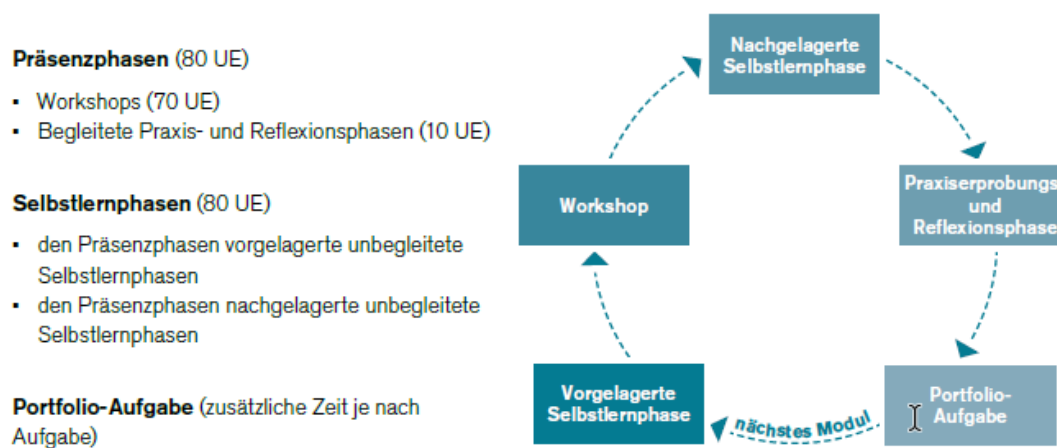 Präsenzphasen (80 UE)
▪ Workshops (70 UE)
▪ Begleitete Praxis- und Reflexionsphasen (10 UE)
Selbstlernphasen (80 UE)
▪ den Präsenzphasen vorgelagerte unbegleitete
Selbstlernphasen
▪ den Präsenzphasen nachgelagerte unbegleitete
Selbstlernphasen
Portfolio-Aufgabe (zusätzliche Zeit je nach
Aufgabe)
Nachgelagerte
Selbstlernphase
Praxiserprobungs
und
Reflexionsphase
Portfolio-
Aufgabe
nächstes Modul
Vorgelagerte
Selbstlernphase
Workshop